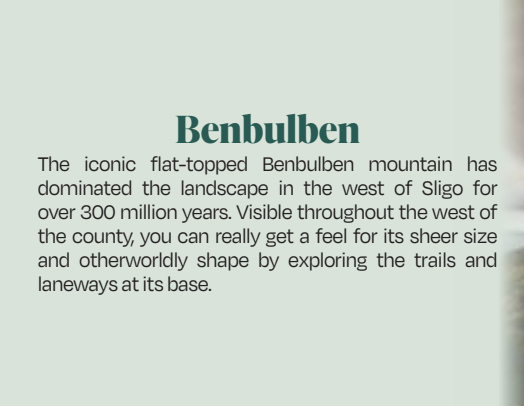 Benbulben
The iconic flat-topped Benbulben mountain has
dominated the landscape in the west of Sligo for
over 300 million years. Visible throughout the west of
the county, you can really get a feel for its sheer size
and otherworldly shape by exploring the trails and
laneways at its base.